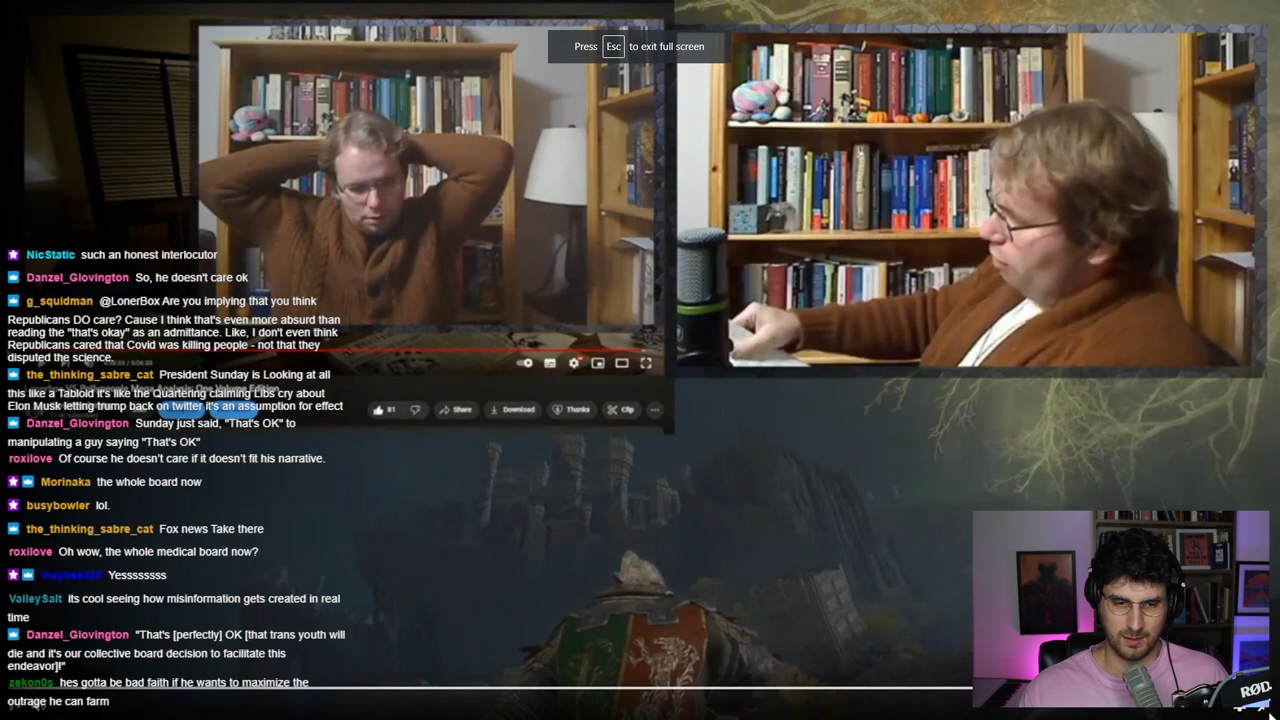 Press Esc to exit full screen
NicStatic such an honest interlocutor
Danzel_Glovington So, he doesn't care ok
g_squidman @LonerBox Are you implying that you think
Republicans DO care? Cause I think that's even more absurd than
reading the "that's okay" as an admittance. Like, I don't even think
Republicans cared that Covid was killing people - not that they
disputed the science.
the_thinking_sabre_cat President Sunday is Looking at all
this like a Tabloid it's like the Quartering claiming Libs cry about
Elon Musk letting trump back on twitter it's an assumption for effect
81 Share Download Thanks Clip
Danzel_Glovington Sunday just said, "That's OK" to
manipulating a guy saying "That's OK"
roxilove Of course he doesn't care if it doesn't fit his narrative.
Morinaka the whole board now
busybowler lol.
the_thinking_sabre_cat Fox news Take there
roxilove Oh wow, the whole medical board now?
Yessssssss
ValleySalt its cool seeing how misinformation gets created in real
time
Danzel_Glovington "That's [perfectly] OK [that trans youth will
die and it's our collective board decision to facilitate this
endeavor]!"
zekon0s hes gotta be bad faith if he wants to maximize the
outrage he can farm
RØD